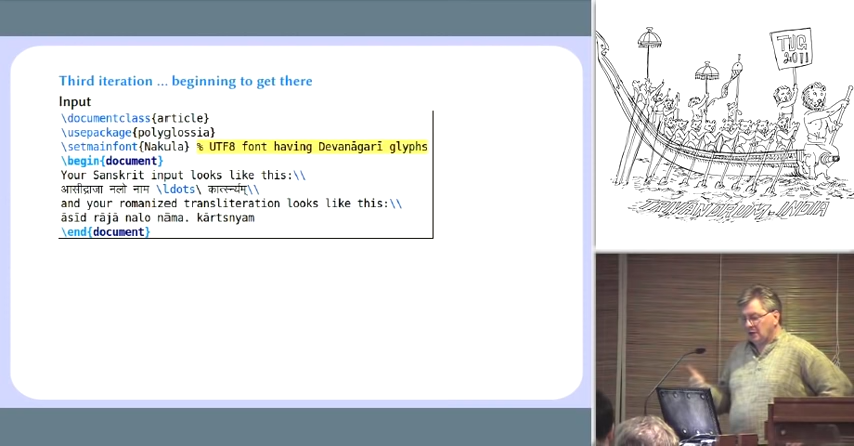 Third iteration ... beginning to get there
Input
\documentclass{article}
\usepackage{polyglossia}
\setmainfont{Nakula} % UTF8 font having Devanāgarī glyphs
\begin{document}
Your Sanskrit input looks like this:\\
आसीद्राजा नलो नाम \ldots\ कार्त्स्न्यम्\\
and your romanized transliteration looks like this:\\
āsīd rājā nalo nāma. kārtsnyam
\end{document}
TUG
2011
TRIVANDRUM-INDIA